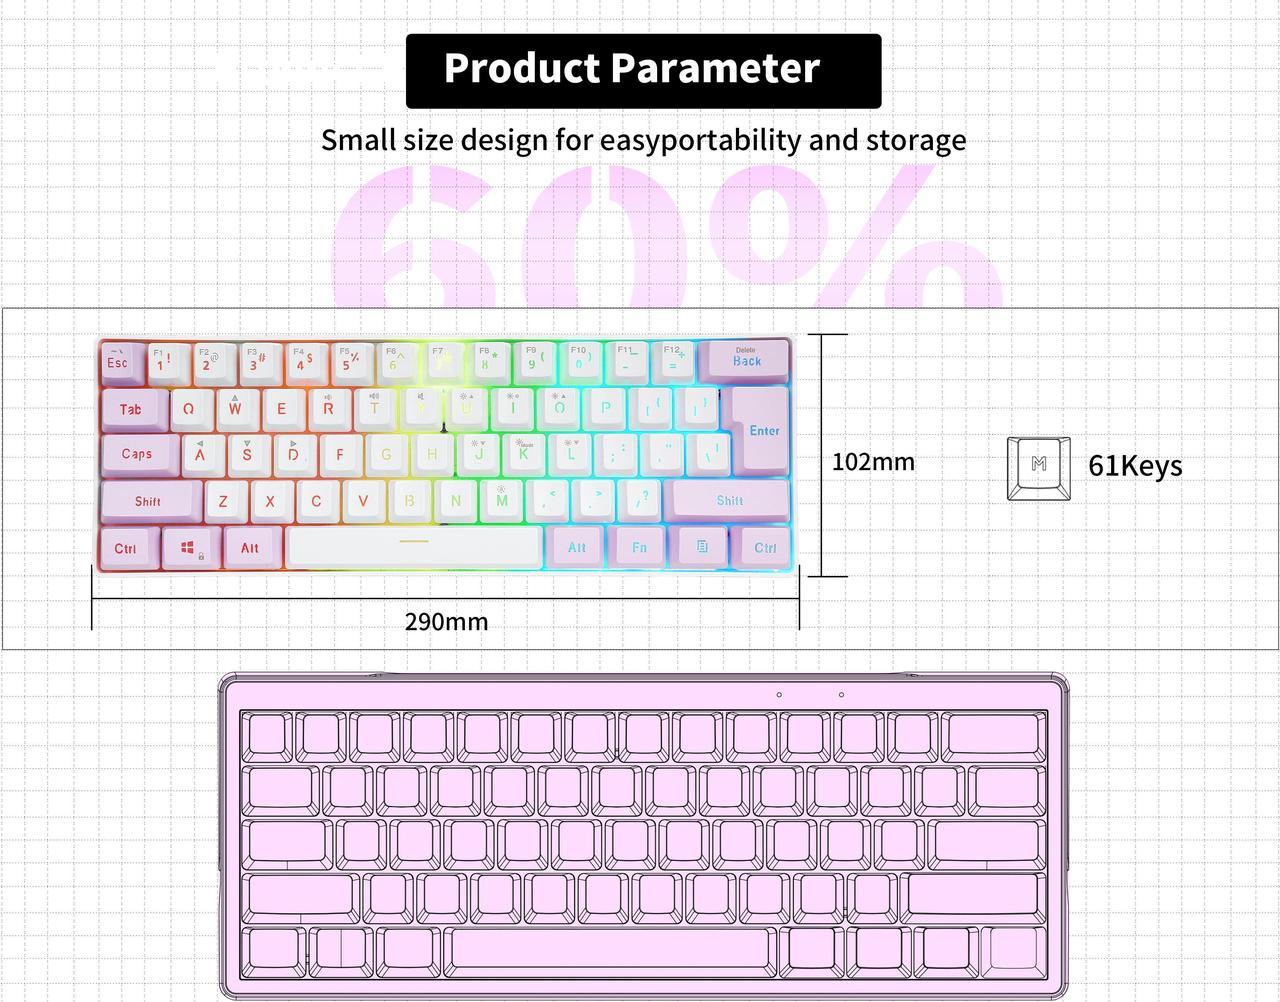 Product Parameter
Small size design for easyportability and storage
60%
Esc F1 1 ! F2 2 @ F3 3 # F4 4 $ F5 5 % F6 6 ^ F7 F8 8 * F9 9 ( F10 0 ) F11 - _ F12 = + Delete Back
Tab Q W E R T Y U I O P [ { ] }
Caps A S D F G H J K L ; : ' " \ | Enter
Shift Z X C V B N M , < . > / ? Shift
Ctrl Alt Alt Fn Ctrl
102mm
M 61Keys
290mm